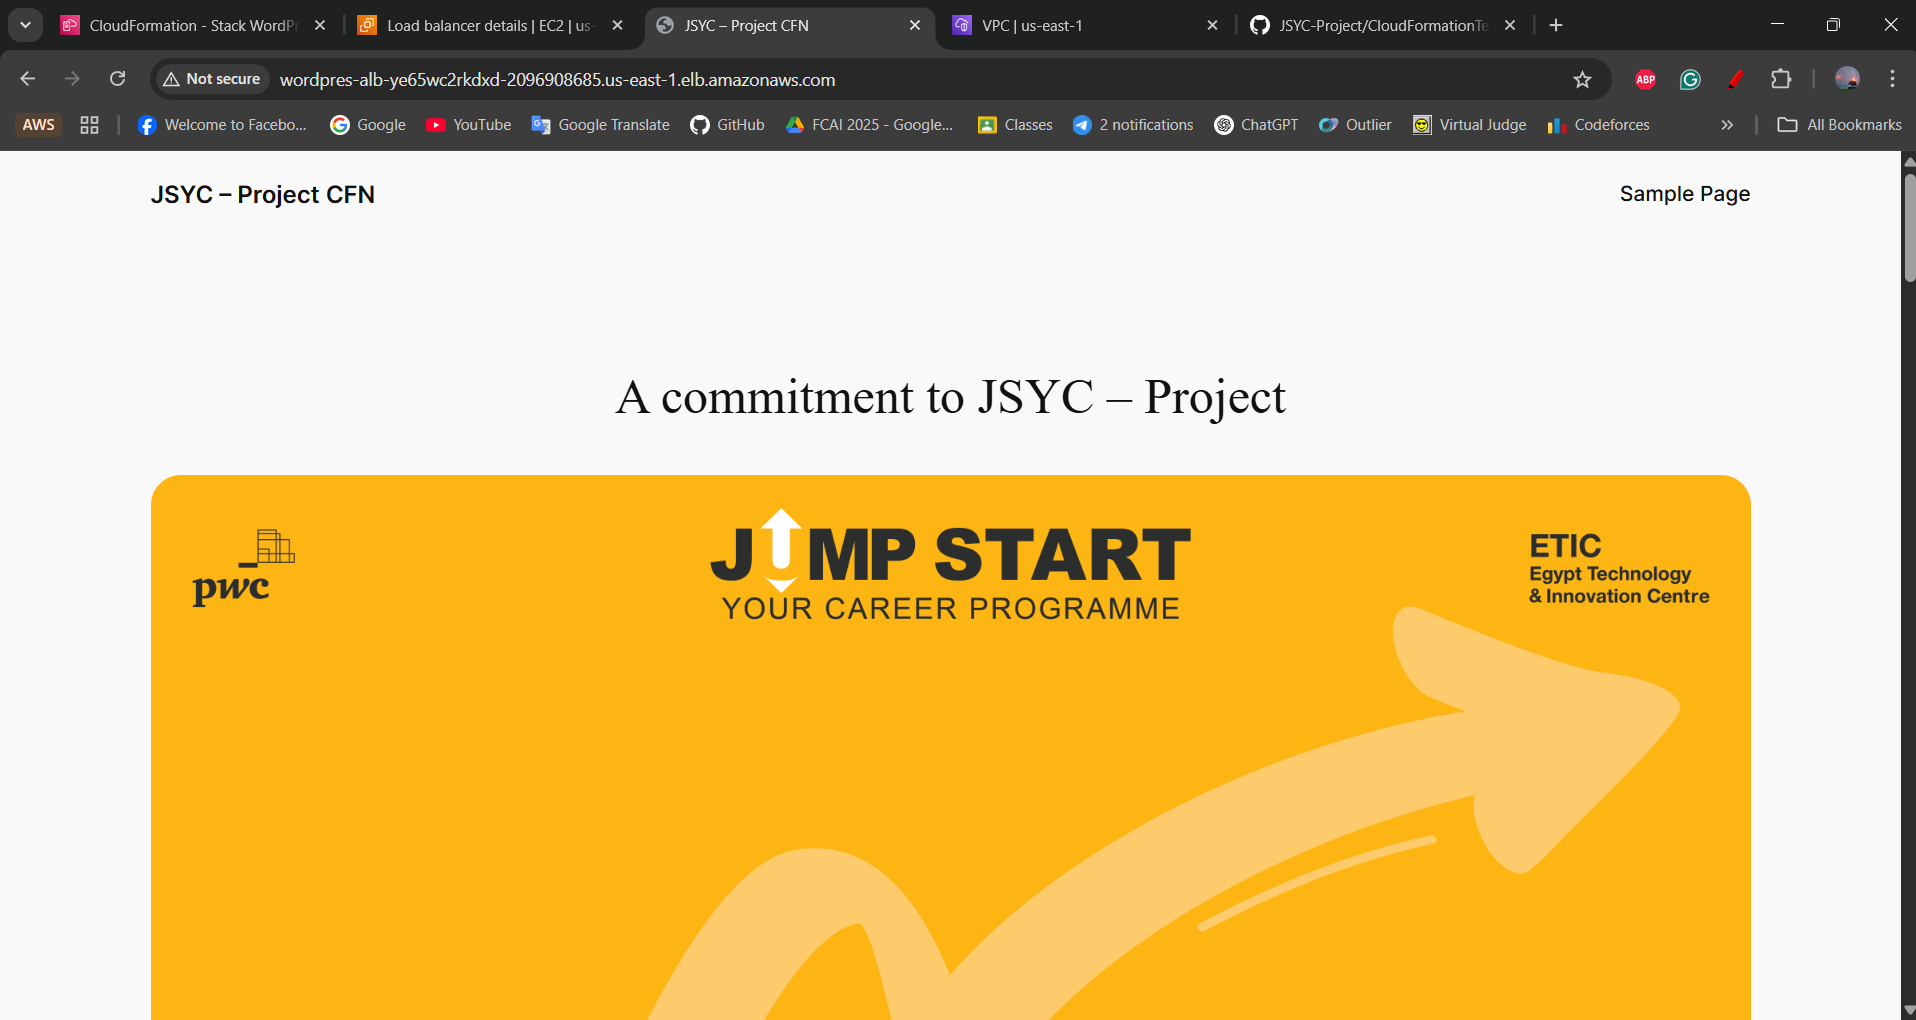 CloudFormation - Stack WordPr
Load balancer details | EC2 | us-
JSYC – Project CFN
VPC | us-east-1
JSYC-Project/CloudFormationTe
Not secure
wordpres-alb-ye65wc2rkdxd-2096908685.us-east-1.elb.amazonaws.com
ABP
AWS
Welcome to Facebo...
Google
YouTube
Google Translate
GitHub
FCAI 2025 - Google...
Classes
2 notifications
ChatGPT
Outlier
Virtual Judge
Codeforces
All Bookmarks
JSYC – Project CFN
Sample Page
A commitment to JSYC – Project
pwc
JUMP START
YOUR CAREER PROGRAMME
ETIC
Egypt Technology
& Innovation Centre